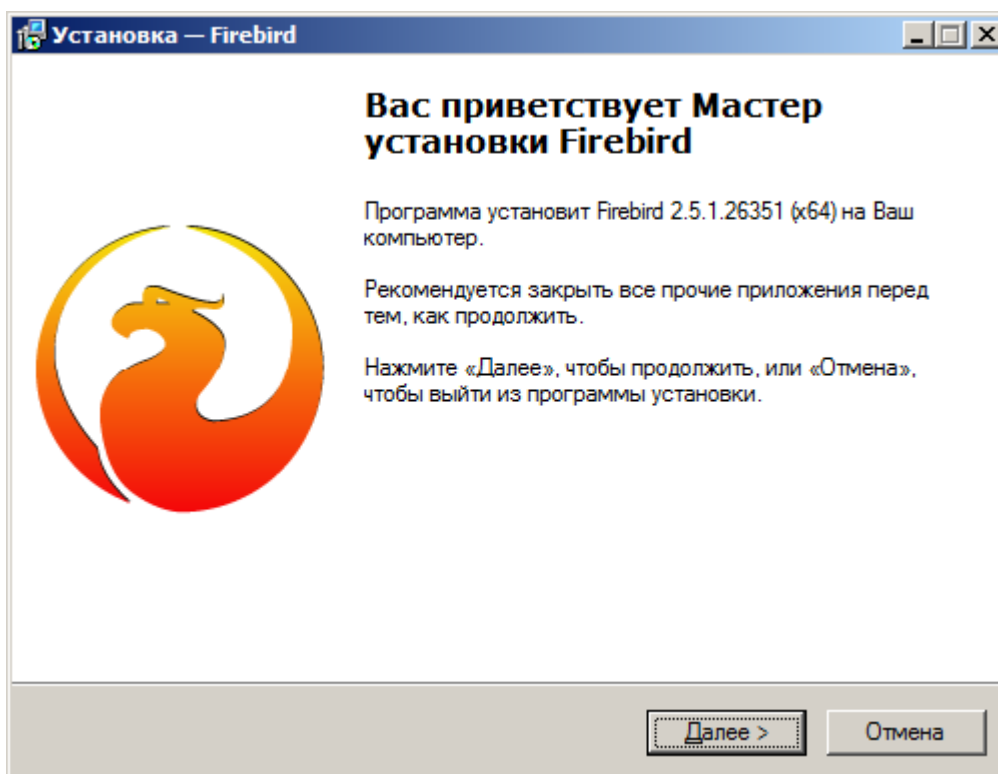 Установка — Firebird
Вас приветствует Мастер
установки Firebird
Программа установит Firebird 2.5.1.26351 (x64) на Ваш
компьютер.
Рекомендуется закрыть все прочие приложения перед
тем, как продолжить.
Нажмите «Далее», чтобы продолжить, или «Отмена»,
чтобы выйти из программы установки.
Далее >
Отмена